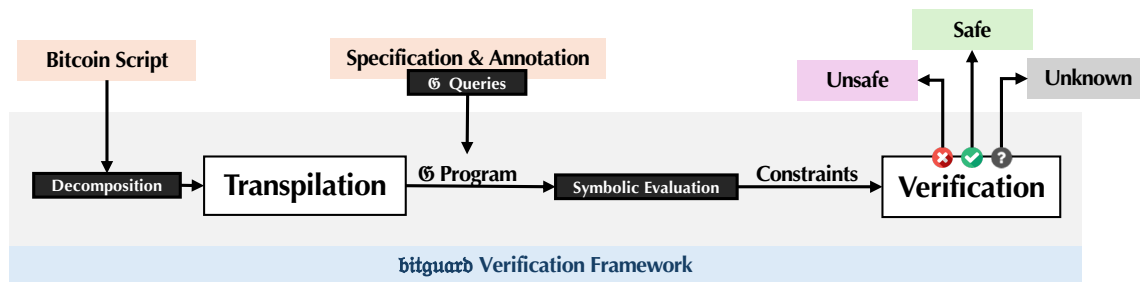 Safe
Bitcoin Script
Specification & Annotation
𝕲 Queries
Unsafe
Unknown
Decomposition
Transpilation
𝕲 Program
Symbolic Evaluation
Constraints
Verification
?
𝔟𝔦𝔱𝔤𝔲𝔞𝔯𝔡 Verification Framework